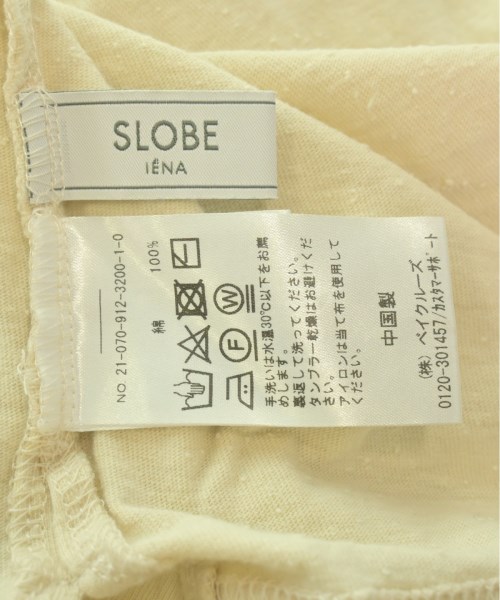 SLOBE
IÉNA
NO. 21-070-912-3200-1-0
綿 100%
手洗いは水温30℃以下をお薦
めします。
裏返して洗ってください。
タンブラー乾燥はお避けくだ
さい。
アイロンは当て布を使用して
ください。
中国製
(株) ベイクルーズ
0120-301457/カスタマーサポート